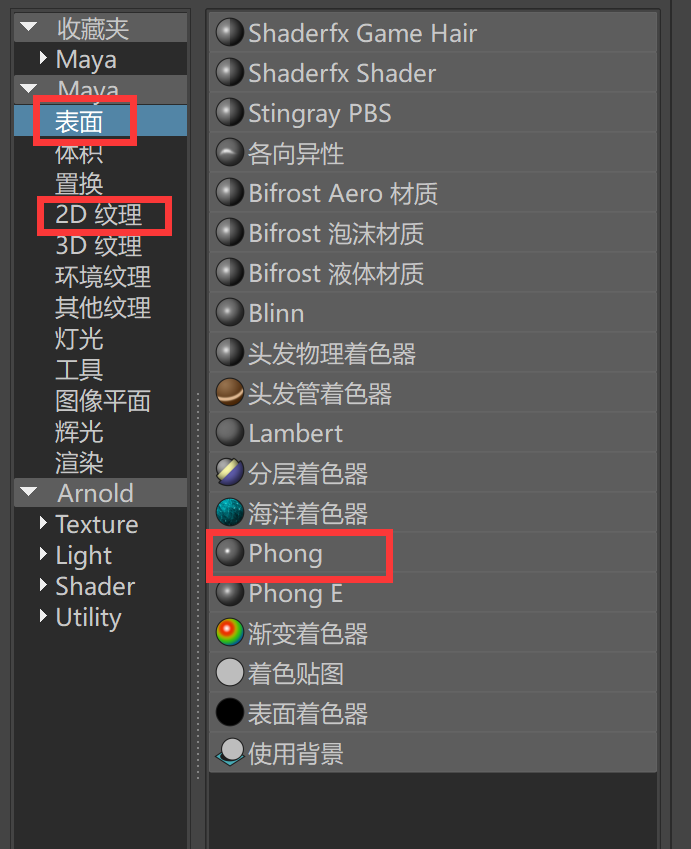 收藏夹
Maya
Maya
表面
体积
置换
2D 纹理
3D 纹理
环境纹理
其他纹理
灯光
工具
图像平面
辉光
渲染
Arnold
Texture
Light
Shader
Utility
Shaderfx Game Hair
Shaderfx Shader
Stingray PBS
各向异性
Bifrost Aero 材质
Bifrost 泡沫材质
Bifrost 液体材质
Blinn
头发物理着色器
头发管着色器
Lambert
分层着色器
海洋着色器
Phong
Phong E
渐变着色器
着色贴图
表面着色器
使用背景